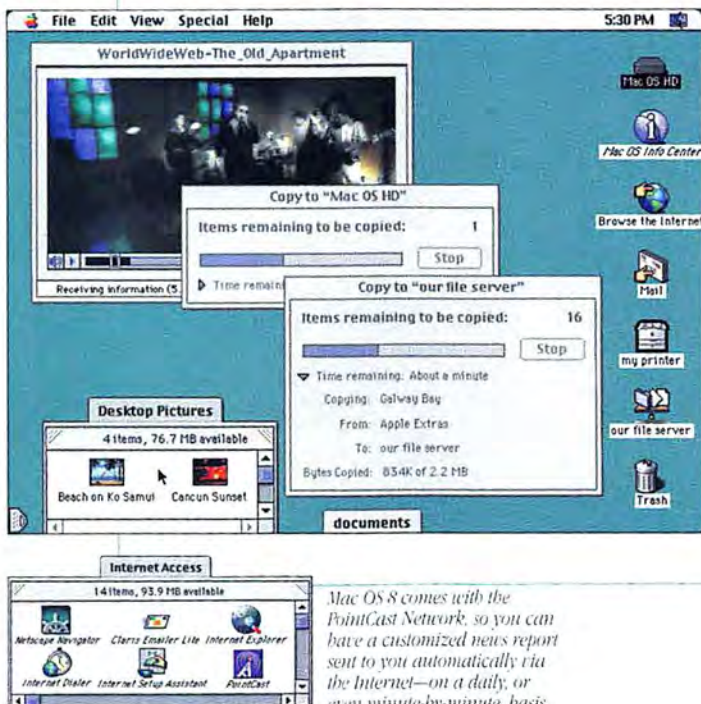 File Edit View Special Help 5:30 PM
WorldWideWeb-The_Old_Apartment
Receiving information (5.
Copy to "Mac OS HD"
Items remaining to be copied: 1
Stop
Time remaini
Copy to "our file server"
Items remaining to be copied: 16
Stop
Time remaining: About a minute
Copying: Galway Bay
From: Apple Extras
To: our file server
Bytes Copied: 834K of 2.2 MB
Mac OS HD
Mac OS Info Center
Browse the Internet
Mail
my printer
our file server
Trash
Desktop Pictures
4 items, 76.7 MB available
Beach on Ko Samui Cancun Sunset
documents
Internet Access
14 items, 93.9 MB available
Netscape Navigator Claris Emailer Lite Internet Explorer
Internet Dialer Internet Setup Assistant PointCast
Mac OS 8 comes with the
PointCast Network, so you can
have a customized news report
sent to you automatically via
the Internet—on a daily, or
even minute-by-minute, basis.